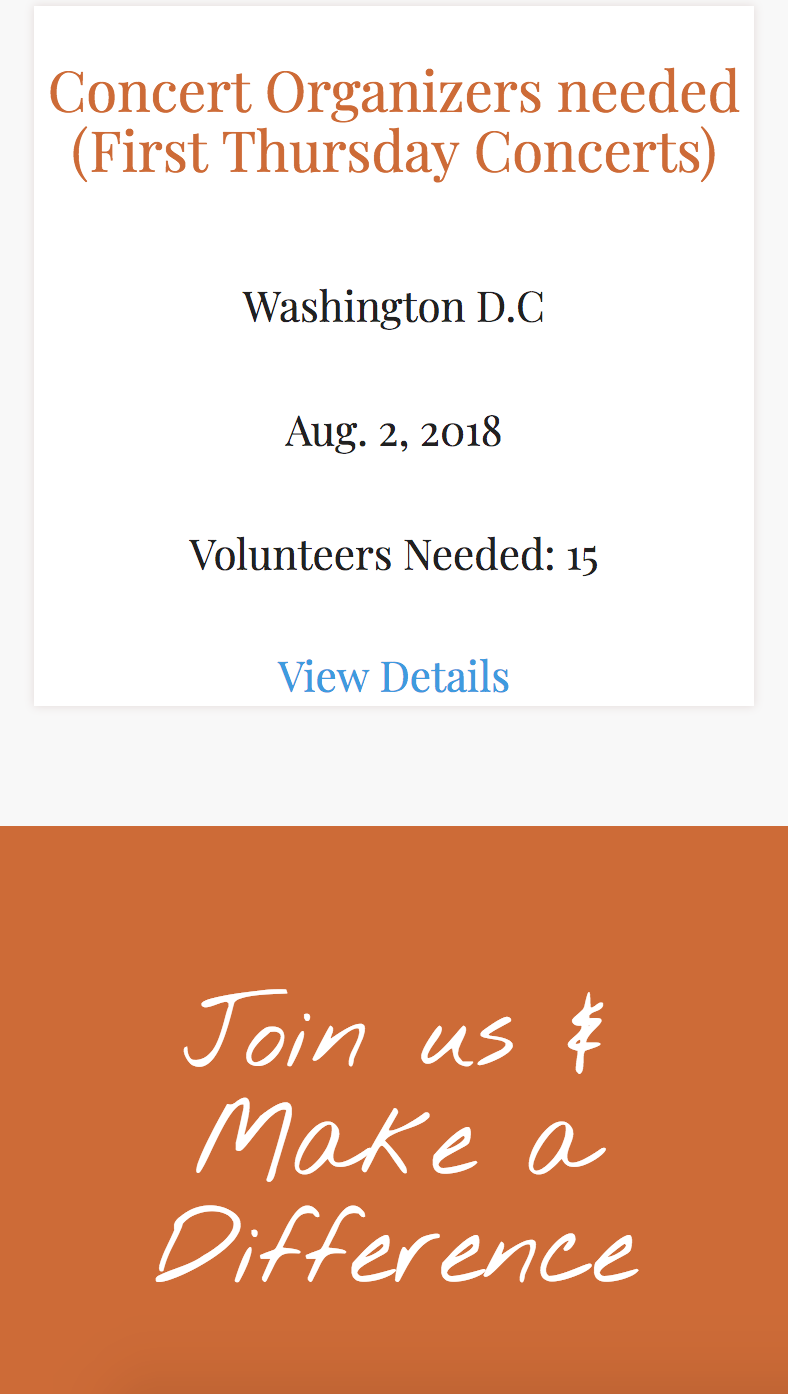 Concert Organizers needed
(First Thursday Concerts)
Washington D.C
Aug. 2, 2018
Volunteers Needed: 15
View Details
Join us &
Make a
Difference